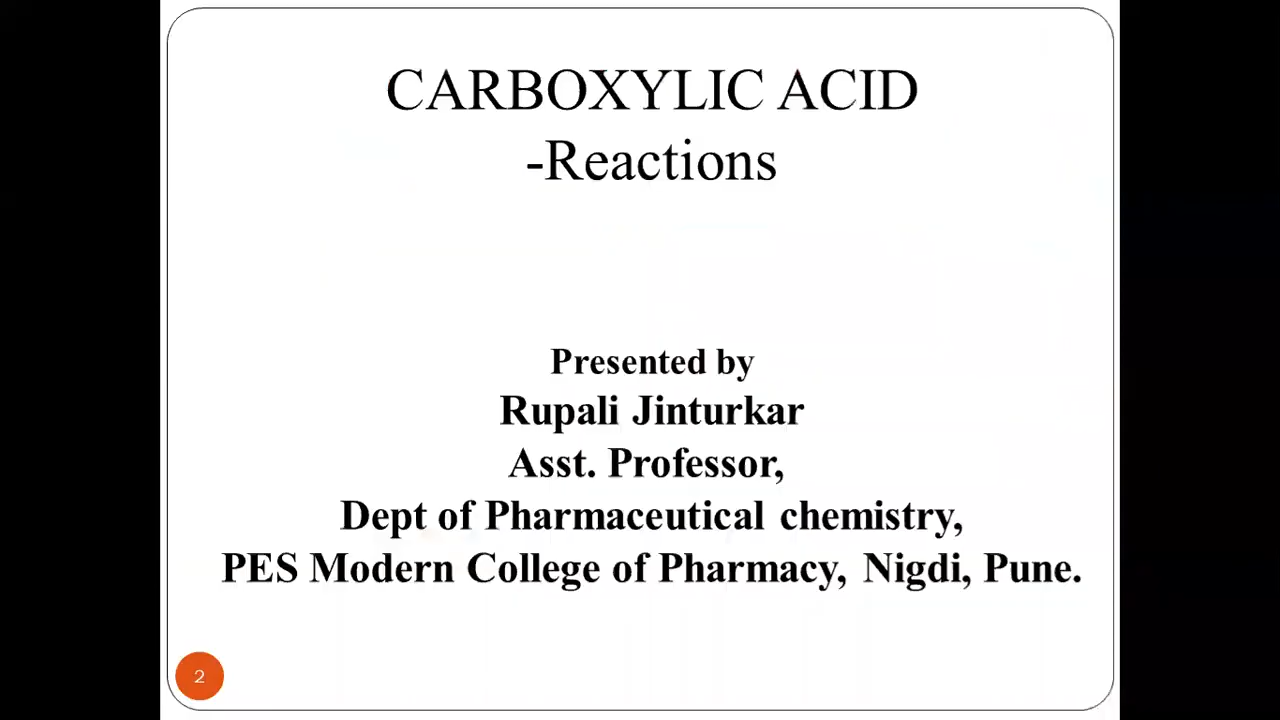 CARBOXYLIC ACID
-Reactions
Presented by
Rupali Jinturkar
Asst. Professor,
Dept of Pharmaceutical chemistry,
PES Modern College of Pharmacy, Nigdi, Pune.
2